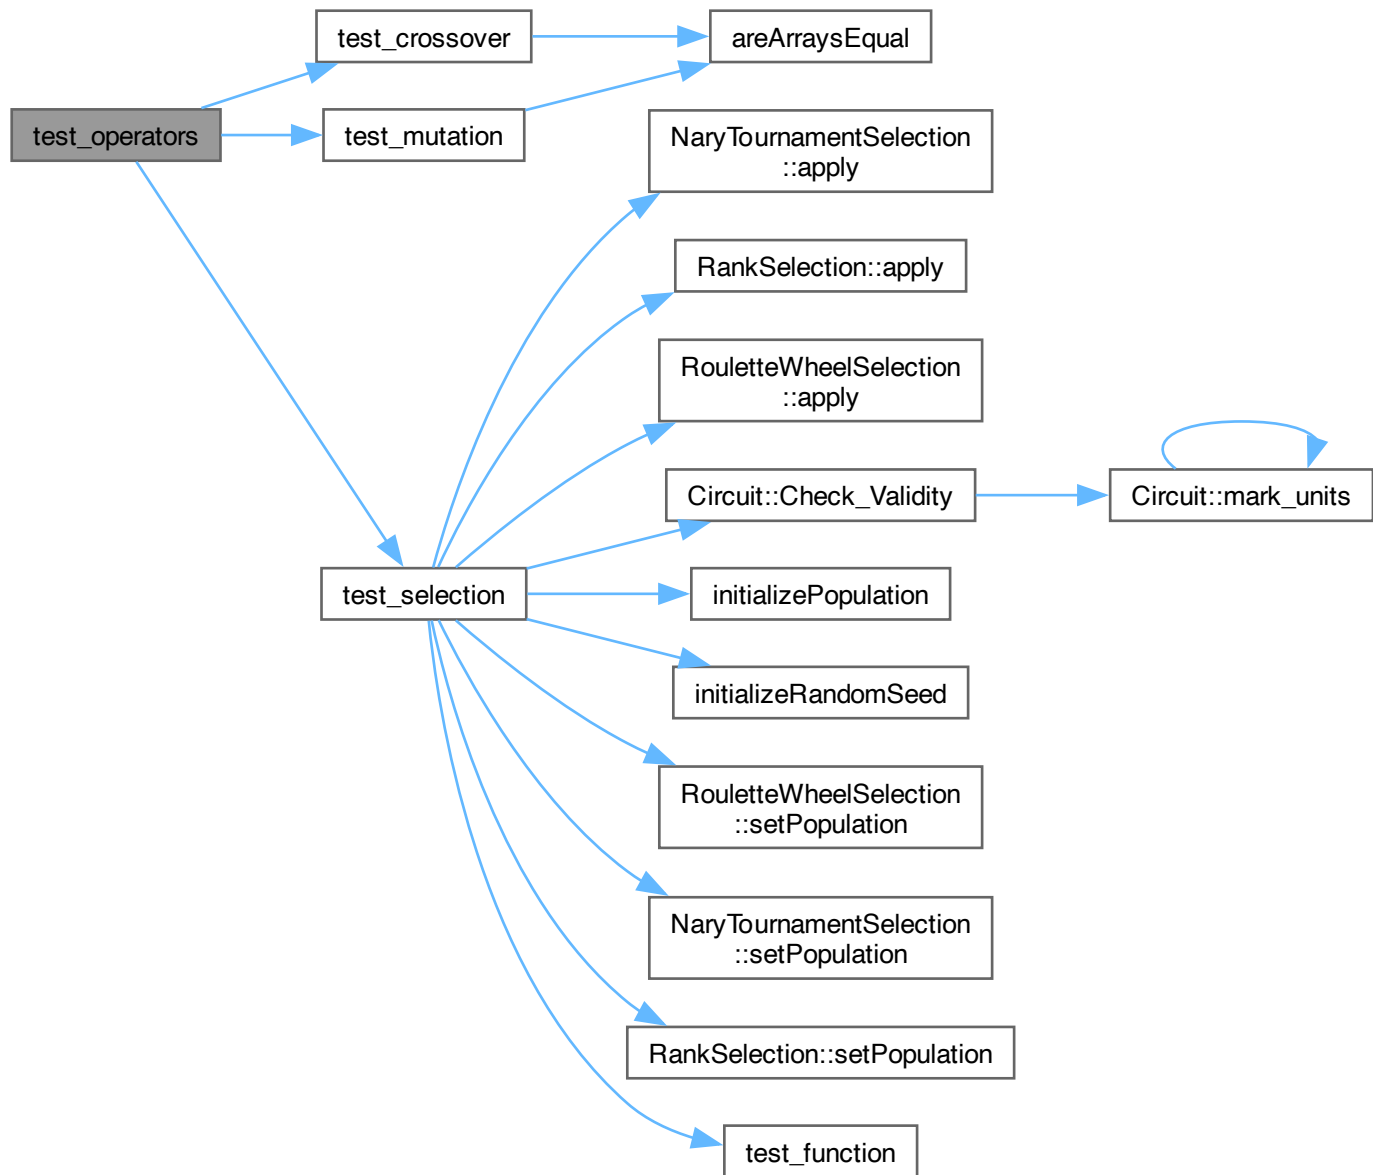 test_crossover
areArraysEqual
test_operators
test_mutation
NaryTournamentSelection
::apply
RankSelection::apply
RouletteWheelSelection
::apply
Circuit::Check_Validity
Circuit::mark_units
test_selection
initializePopulation
initializeRandomSeed
RouletteWheelSelection
::setPopulation
NaryTournamentSelection
::setPopulation
RankSelection::setPopulation
test_function